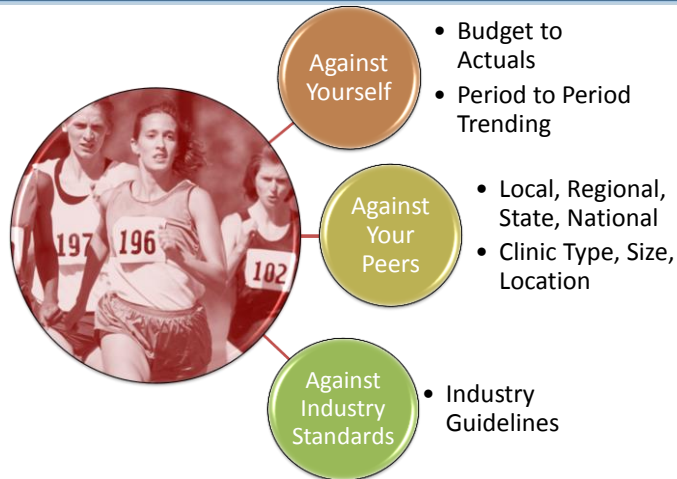 Against
Yourself
• Budget to
Actuals
• Period to Period
Trending
197
196
102
Against
Your
Peers
• Local, Regional,
State, National
• Clinic Type, Size,
Location
Against
Industry
Standards
• Industry
Guidelines